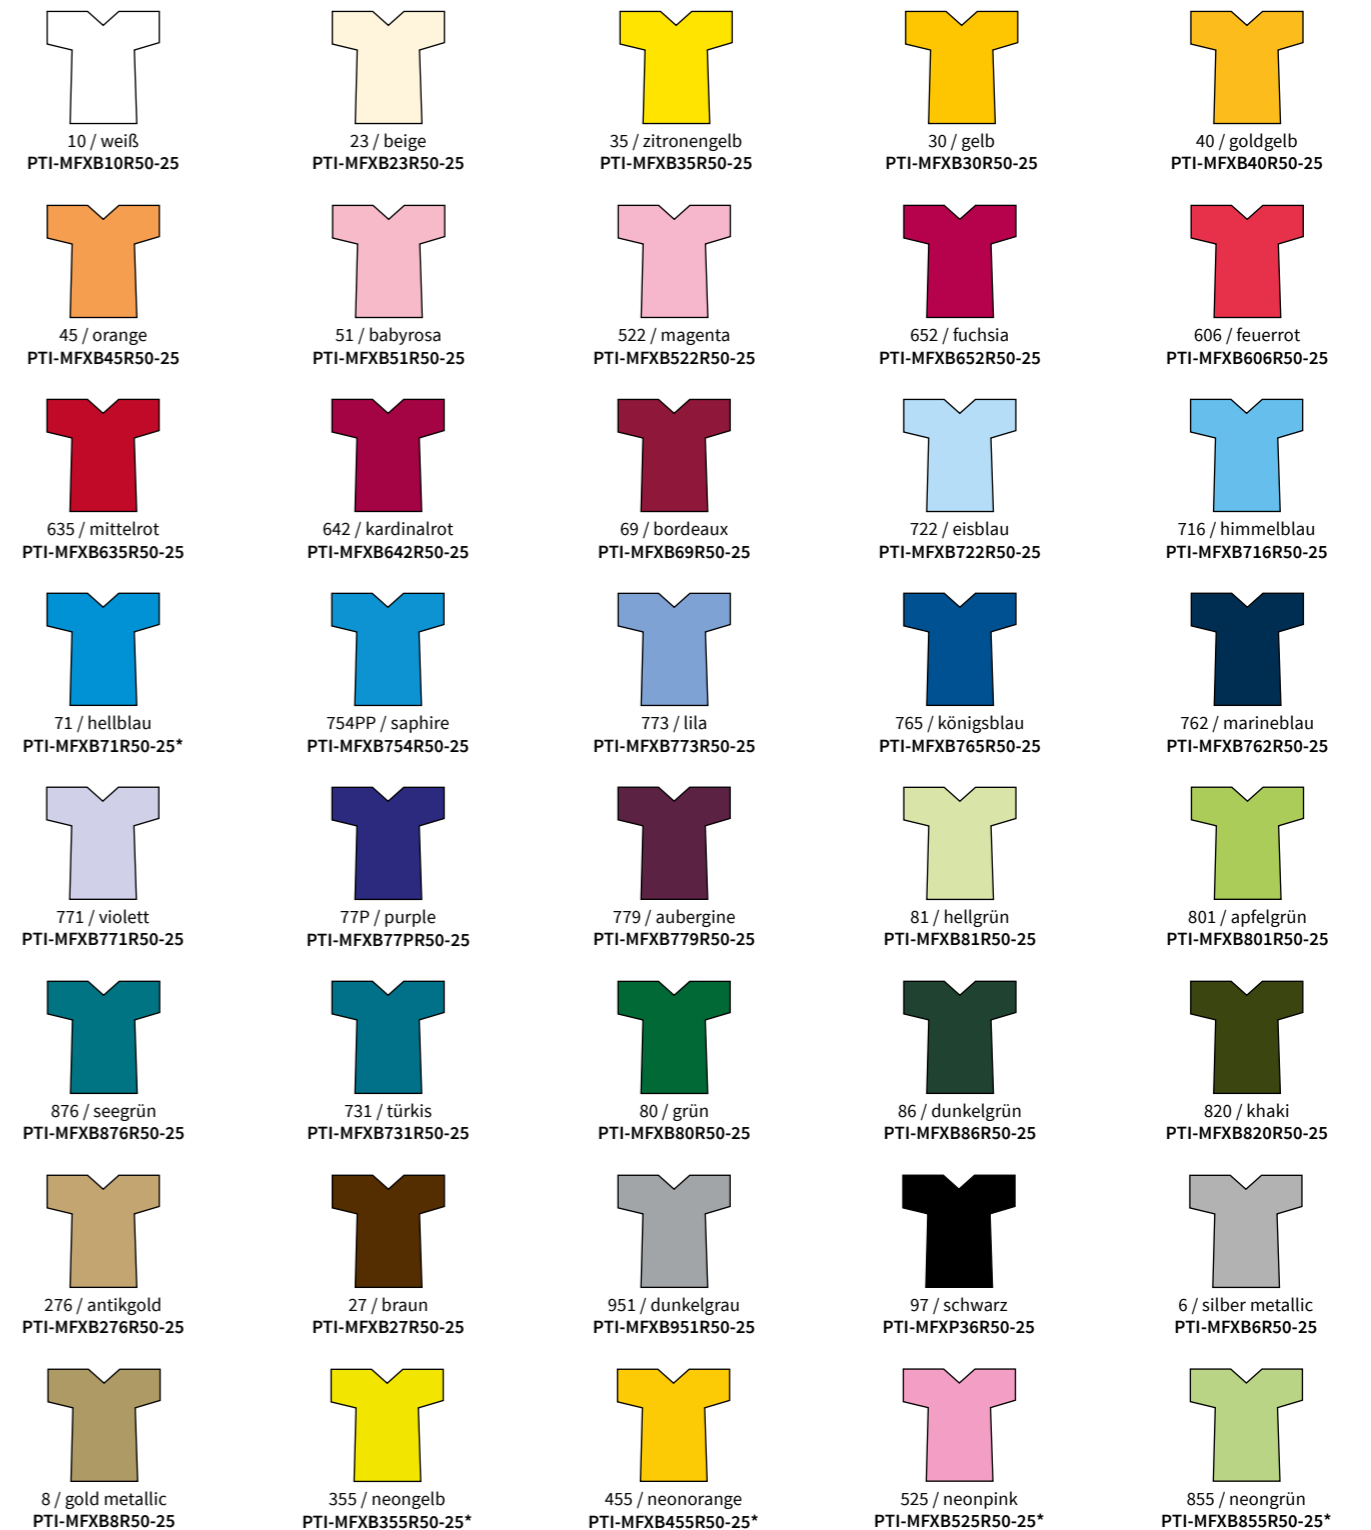 10 / weiß
PTI-MFXB10R50-25
23 / beige
PTI-MFXB23R50-25
35 / zitronengelb
PTI-MFXB35R50-25
30 / gelb
PTI-MFXB30R50-25
40 / goldgelb
PTI-MFXB40R50-25
45 / orange
PTI-MFXB45R50-25
51 / babyrosa
PTI-MFXB51R50-25
522 / magenta
PTI-MFXB522R50-25
652 / fuchsia
PTI-MFXB652R50-25
606 / feuerrot
PTI-MFXB606R50-25
635 / mittelrot
PTI-MFXB635R50-25
642 / kardinalrot
PTI-MFXB642R50-25
69 / bordeaux
PTI-MFXB69R50-25
722 / eisblau
PTI-MFXB722R50-25
716 / himmelblau
PTI-MFXB716R50-25
71 / hellblau
PTI-MFXB71R50-25*
754PP / saphire
PTI-MFXB754R50-25
773 / lila
PTI-MFXB773R50-25
765 / königsblau
PTI-MFXB765R50-25
762 / marineblau
PTI-MFXB762R50-25
771 / violett
PTI-MFXB771R50-25
77P / purple
PTI-MFXB77PR50-25
779 / aubergine
PTI-MFXB779R50-25
81 / hellgrün
PTI-MFXB81R50-25
801 / apfelgrün
PTI-MFXB801R50-25
876 / seegrün
PTI-MFXB876R50-25
731 / türkis
PTI-MFXB731R50-25
80 / grün
PTI-MFXB80R50-25
86 / dunkelgrün
PTI-MFXB86R50-25
820 / khaki
PTI-MFXB820R50-25
276 / antikgold
PTI-MFXB276R50-25
27 / braun
PTI-MFXB27R50-25
951 / dunkelgrau
PTI-MFXB951R50-25
97 / schwarz
PTI-MFXP36R50-25
6 / silber metallic
PTI-MFXB6R50-25
8 / gold metallic
PTI-MFXB8R50-25
355 / neongelb
PTI-MFXB355R50-25*
455 / neonorange
PTI-MFXB455R50-25*
525 / neonpink
PTI-MFXB525R50-25*
855 / neongrün
PTI-MFXB855R50-25*